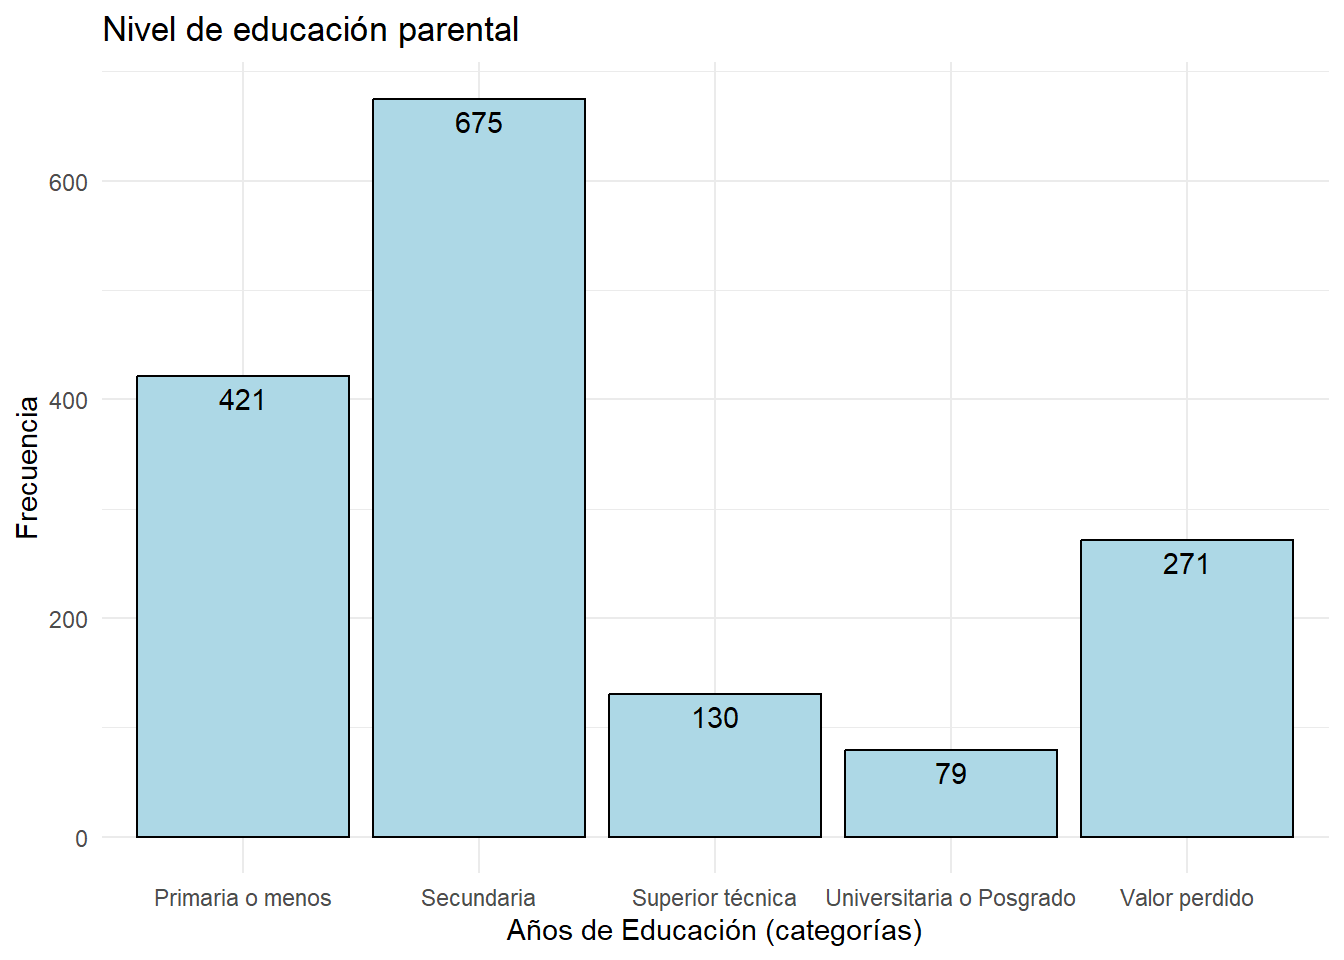 Nivel de educación parental
Frecuencia
600
400
200
0
675
421
271
130
79
Primaria o menos
Secundaria
Superior técnica
Universitaria o Posgrado
Valor perdido
Años de Educación (categorías)